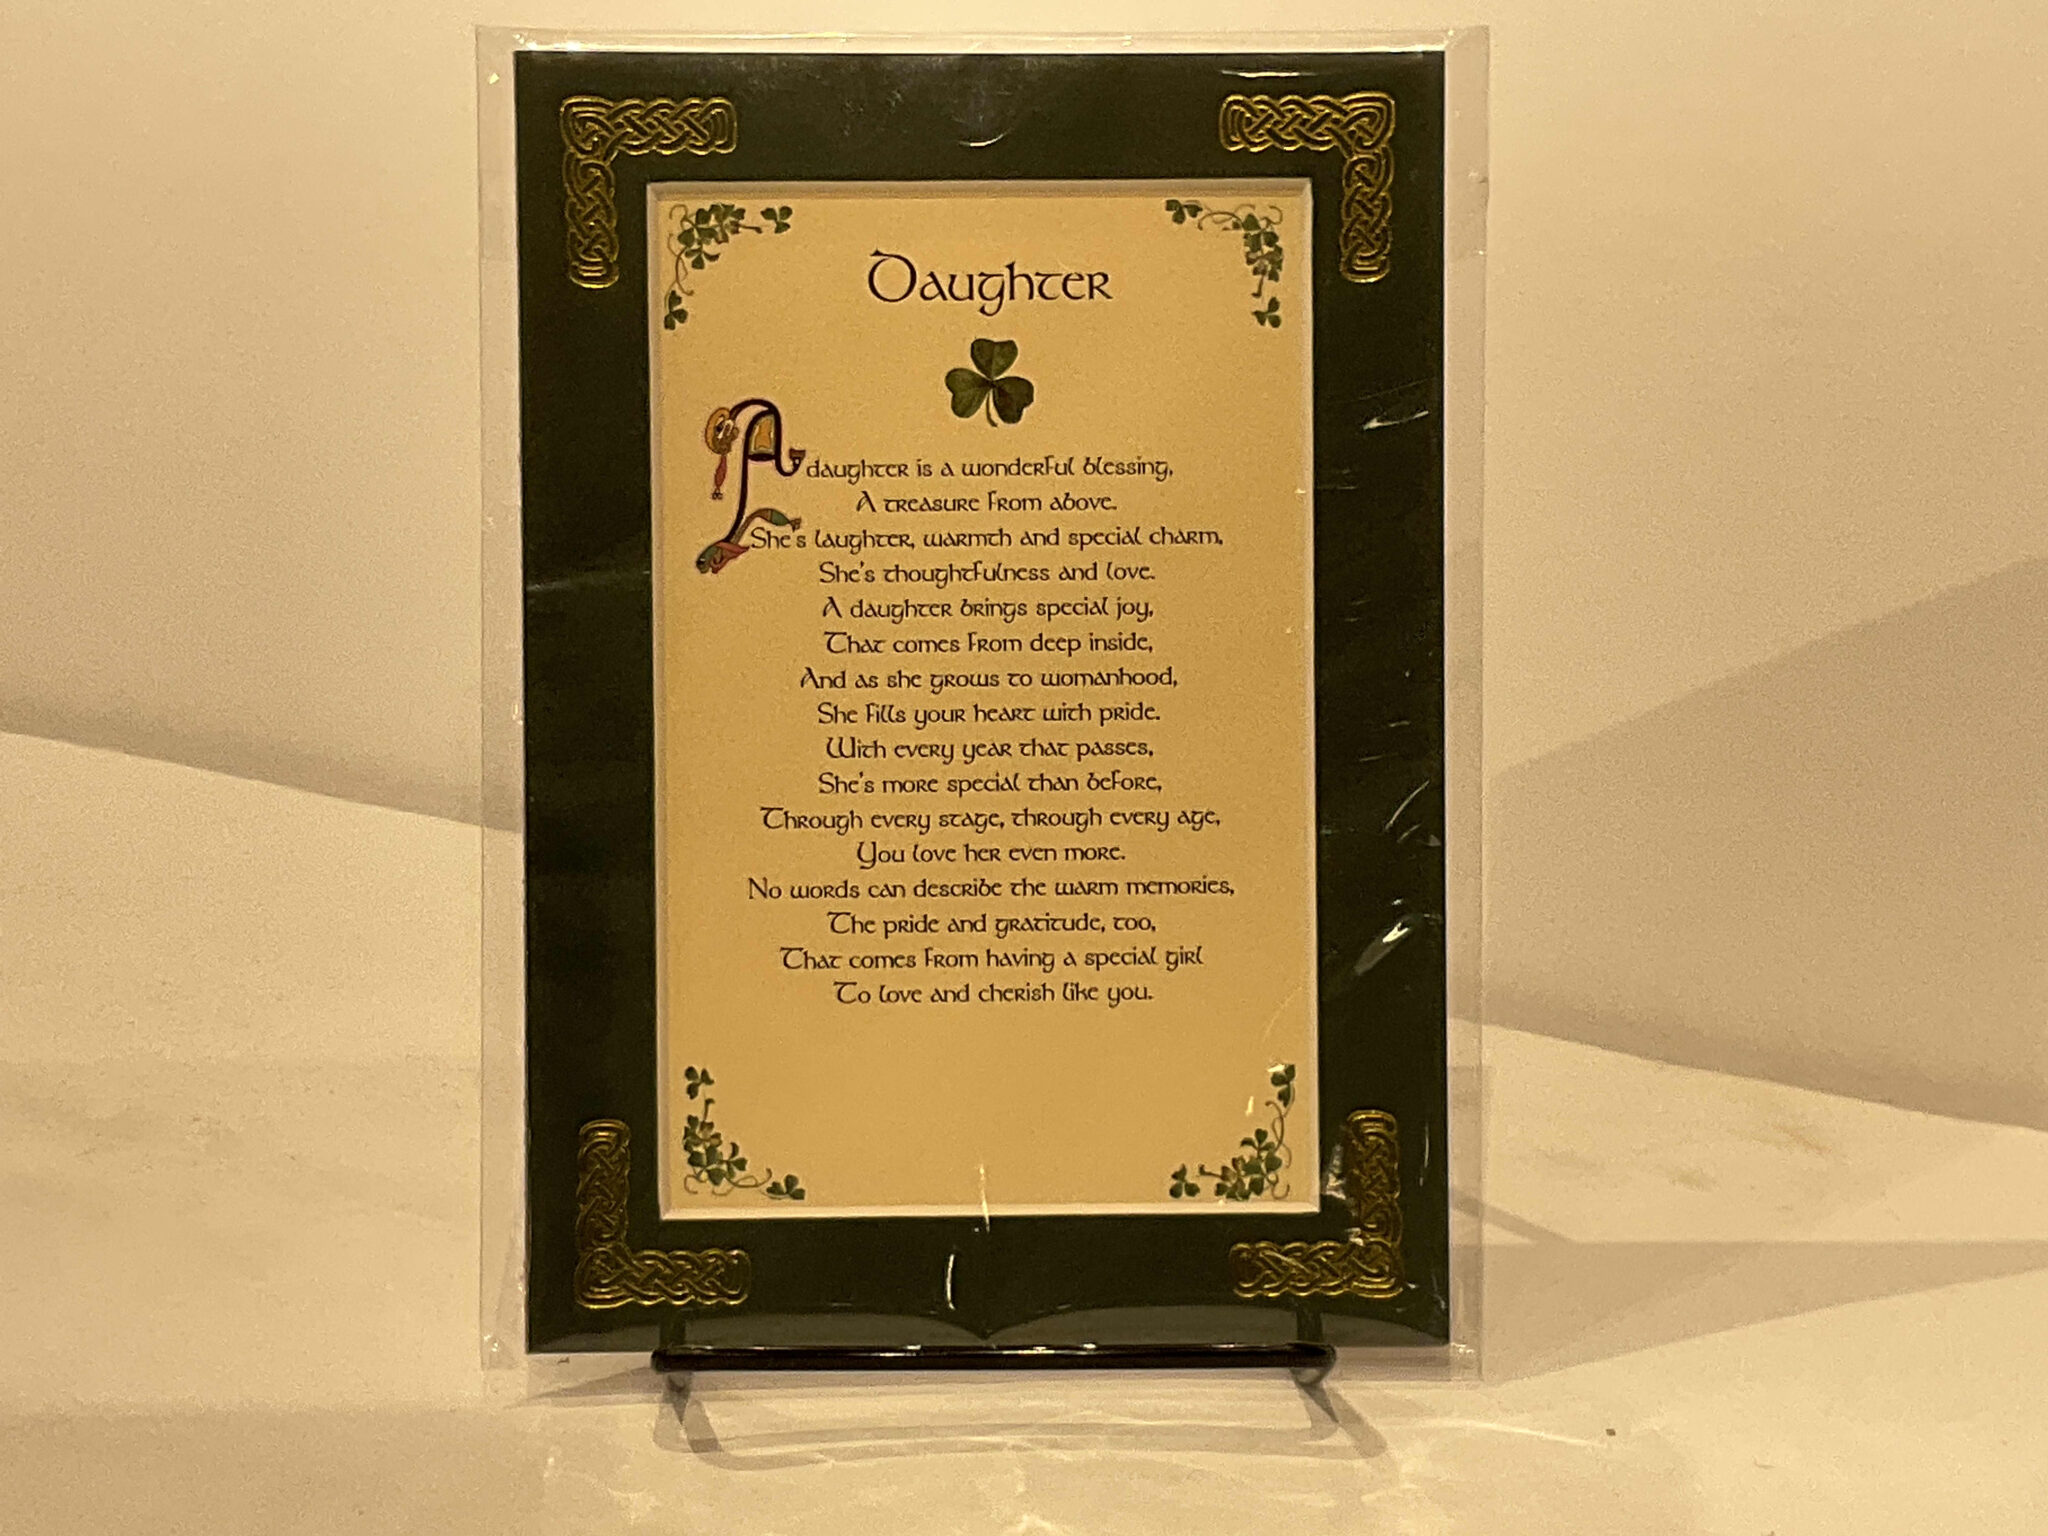 Daughter
A daughter is a wonderful blessing,
A treasure from above.
She's laughter, warmth and special charm,
She's thoughtfulness and love.
A daughter brings special joy,
That comes from deep inside,
And as she grows to womanhood,
She fills your heart with pride.
With every year that passes,
She's more special than before,
Through every stage, through every age,
You love her even more.
No words can describe the warm memories,
The pride and gratitude, too,
That comes from having a special girl
To love and cherish like you.